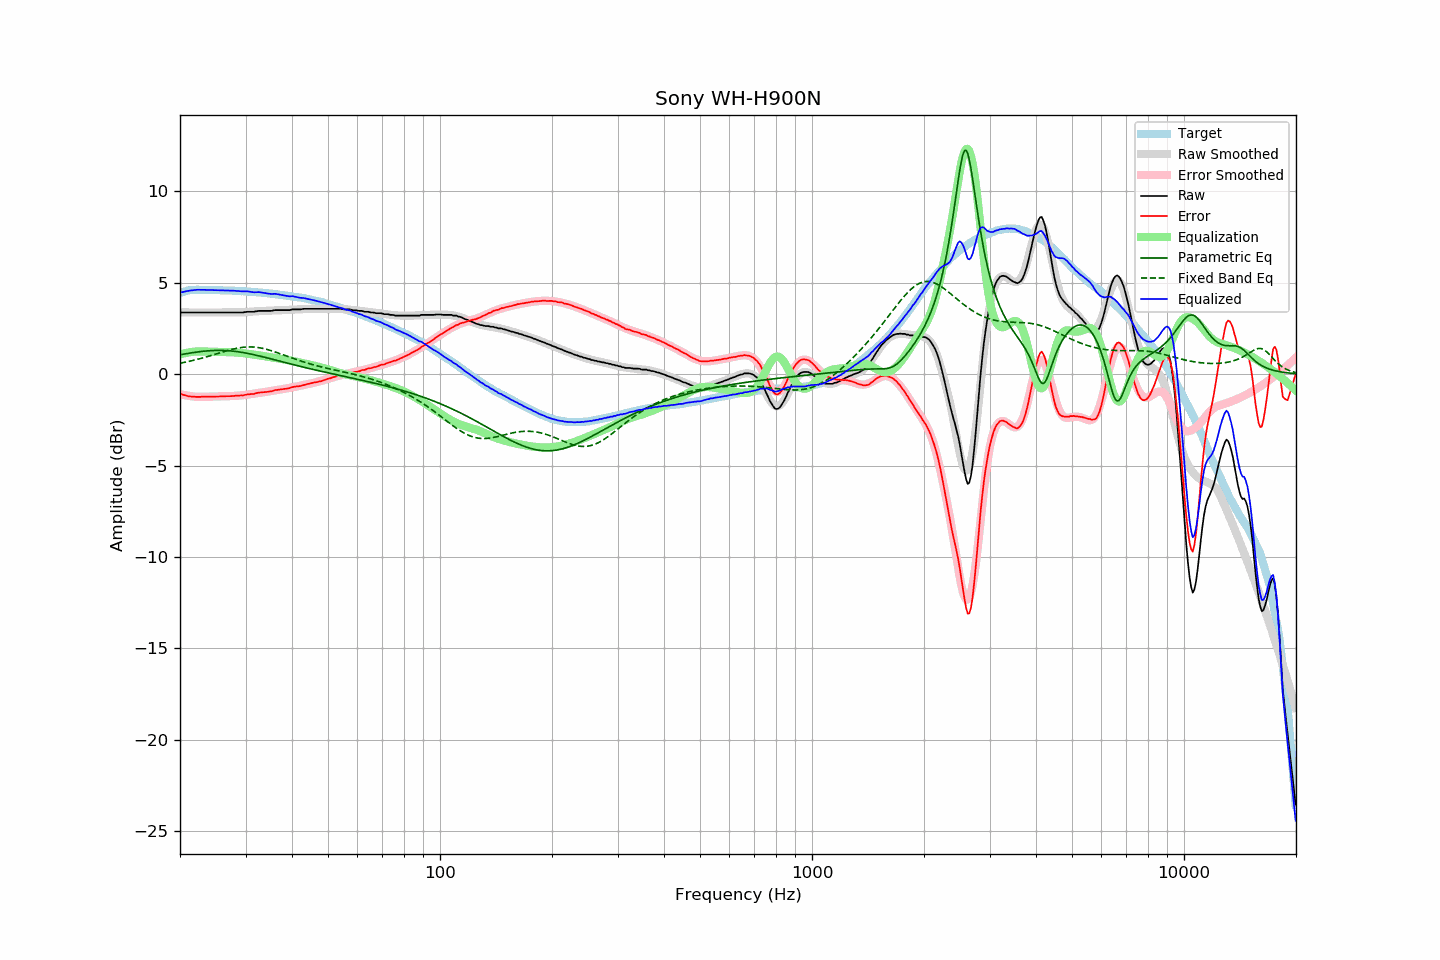 Sony WH-H900N
Target
Raw Smoothed
Error Smoothed
Raw
Error
Equalization
Parametric Eq
Fixed Band Eq
Equalized
Amplitude (dBr)
10
5
0
−5
−10
−15
−20
−25
100
1000
10000
Frequency (Hz)